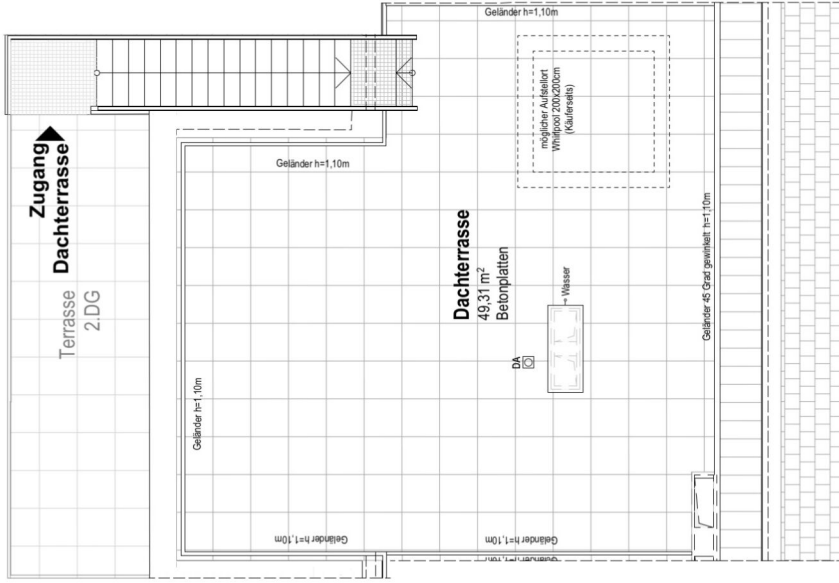 Geländer h=1,10m
möglicher Aufstellort
Whirlpool 200x200cm
(Käuferseits)
Zugang
Dachterrasse
Terrasse
2.DG
Geländer h=1,10m
Dachterrasse
49,31 m²
Betonplatten
Wasser
DA
Geländer 45 Grad gewinkelt h=1,10m
Geländer h=1,10m
Geländer h=1,10m
Geländer h=1,10m